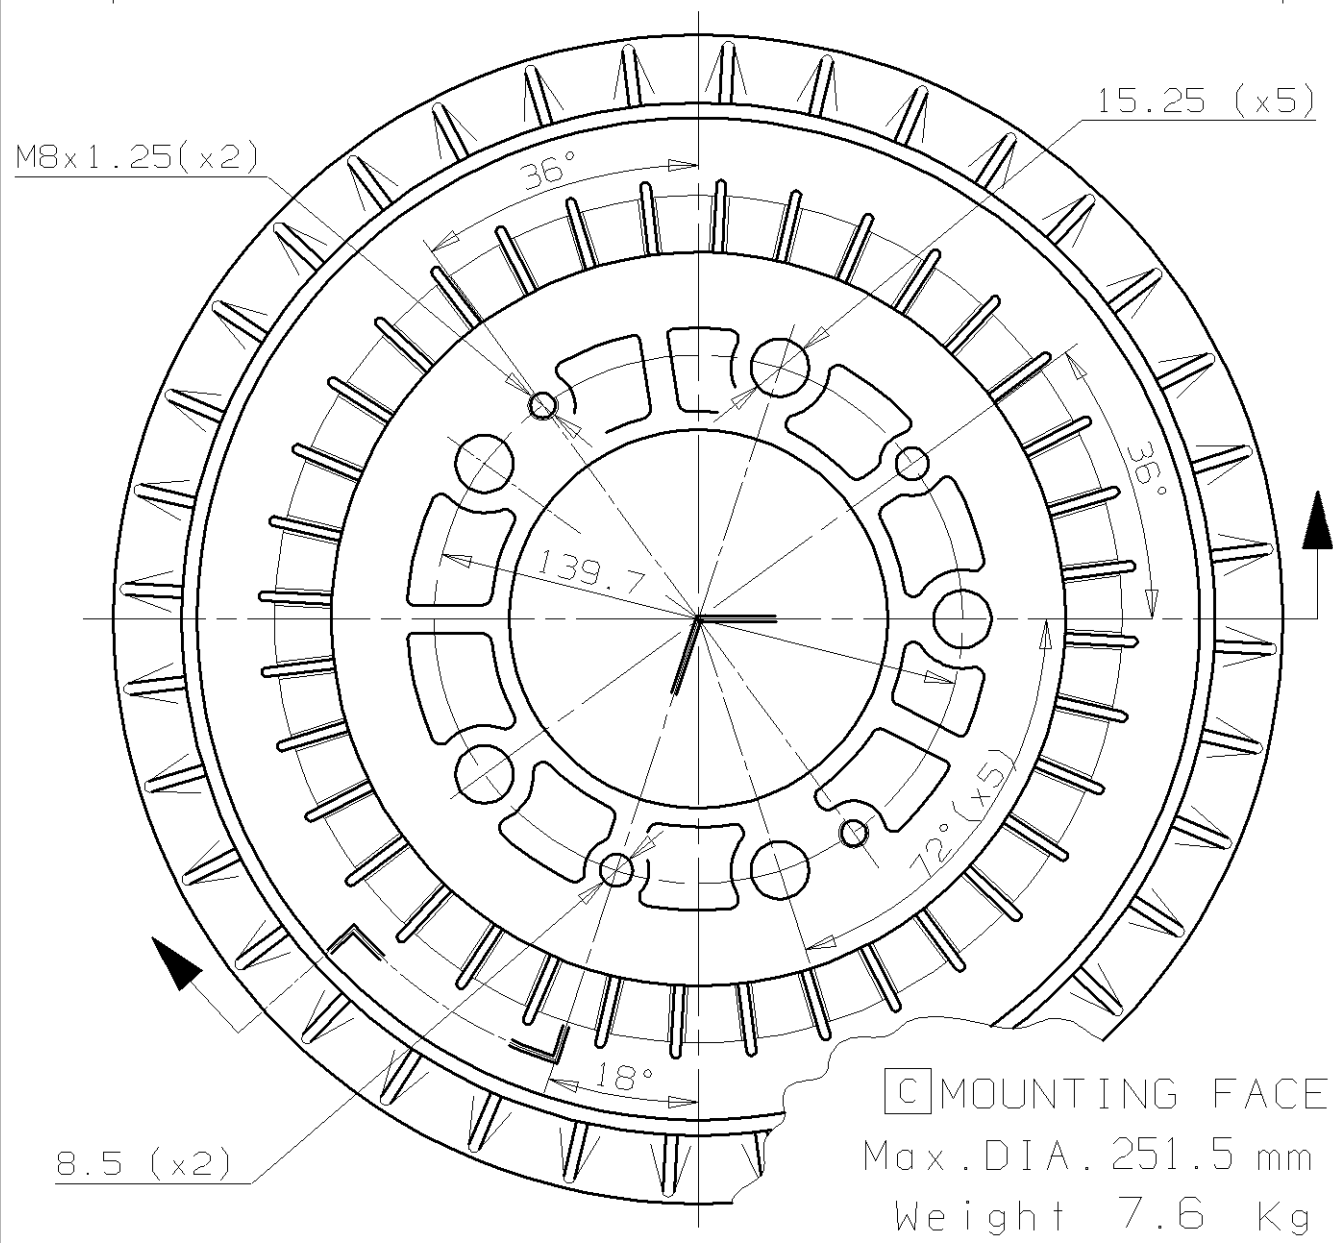 15.25 (x5)
M8x1.25(x2)
36°
36°
139.7
72°(x5)
18°
C MOUNTING FACE
8.5 (x2)
Max.DIA. 251.5 mm
Weight 7.6 Kg